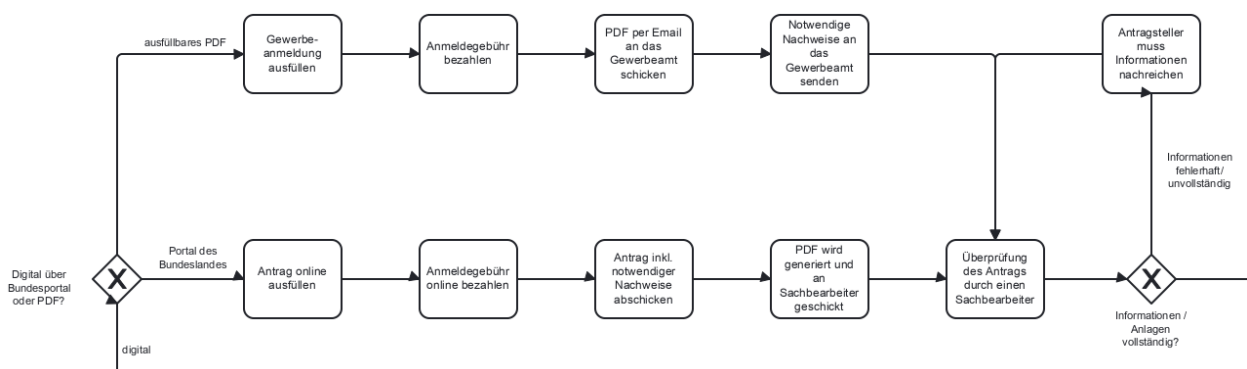 ausfüllbares PDF
Gewerbe-
anmeldung
ausfüllen
Anmeldegebühr
bezahlen
PDF per Email
an das
Gewerbeamt
schicken
Notwendige
Nachweise an
das
Gewerbeamt
senden
Antragsteller
muss
Informationen
nachreichen
Informationen
fehlerhaft/
unvollständig
Digital über
Bundesportal
oder PDF?
X
Portal des
Bundeslandes
Antrag online
ausfüllen
Anmeldegebühr
online bezahlen
Antrag inkl.
notwendiger
Nachweise
abschicken
PDF wird
generiert und
an
Sachbearbeiter
geschickt
Überprüfung
des Antrags
durch einen
Sachbearbeiter
X
Informationen /
Anlagen
vollständig?
digital